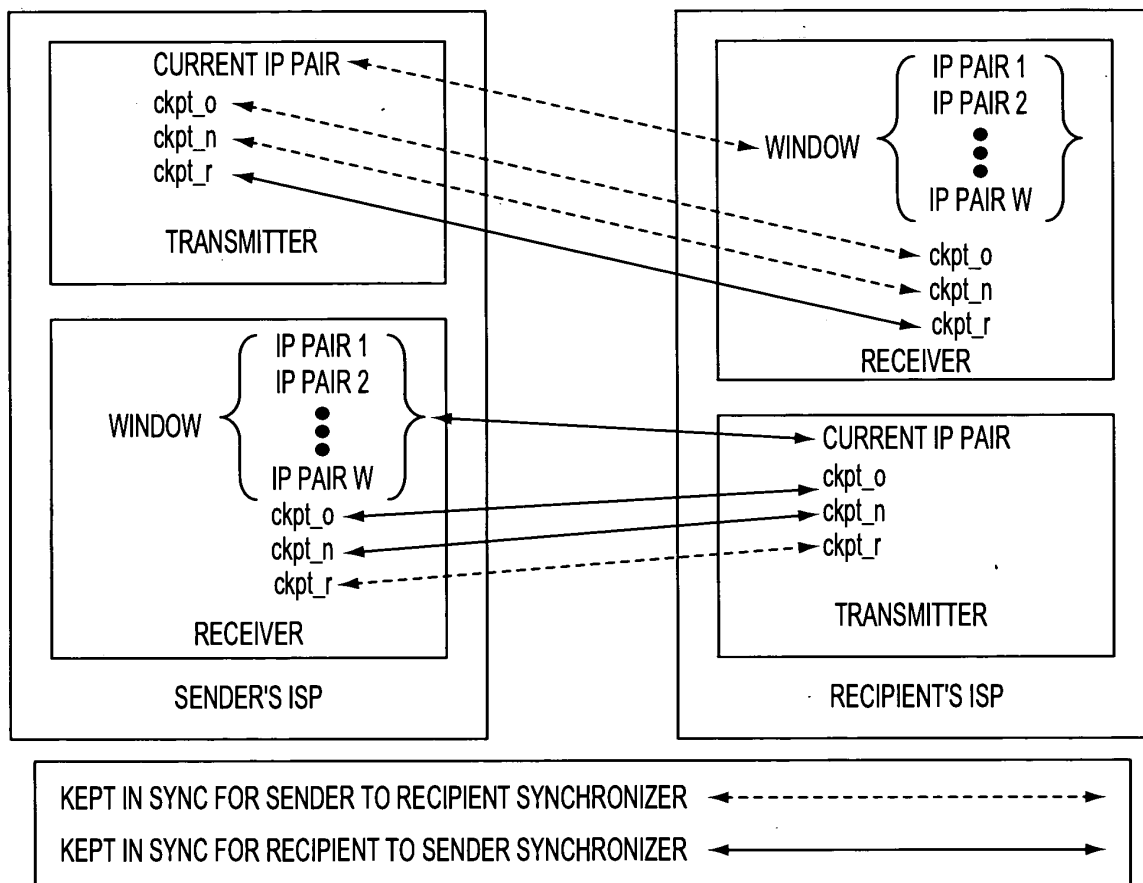 CURRENT IP PAIR
ckpt_o
ckpt_n
ckpt_r
TRANSMITTER
WINDOW
IP PAIR 1
IP PAIR 2
IP PAIR W
ckpt_o
ckpt_n
ckpt_r
RECEIVER
SENDER'S ISP
WINDOW
IP PAIR 1
IP PAIR 2
IP PAIR W
ckpt_o
ckpt_n
ckpt_r
RECEIVER
CURRENT IP PAIR
ckpt_o
ckpt_n
ckpt_r
TRANSMITTER
RECIPIENT'S ISP
KEPT IN SYNC FOR SENDER TO RECIPIENT SYNCHRONIZER
KEPT IN SYNC FOR RECIPIENT TO SENDER SYNCHRONIZER